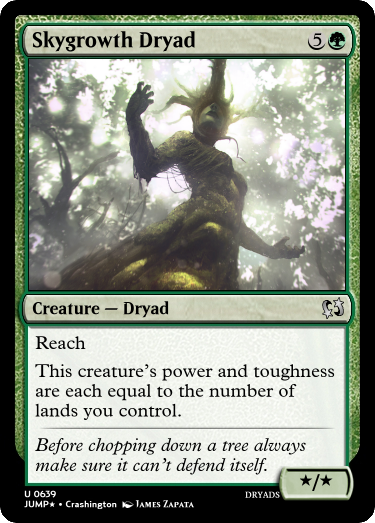 Skygrowth Dryad 5
Creature — Dryad
Reach
This creature's power and toughness
are each equal to the number of
lands you control.
Before chopping down a tree always
make sure it can't defend itself.
★/★
U 0639
DRYADS
JUMP★ • Crashington JAMES ZAPATA